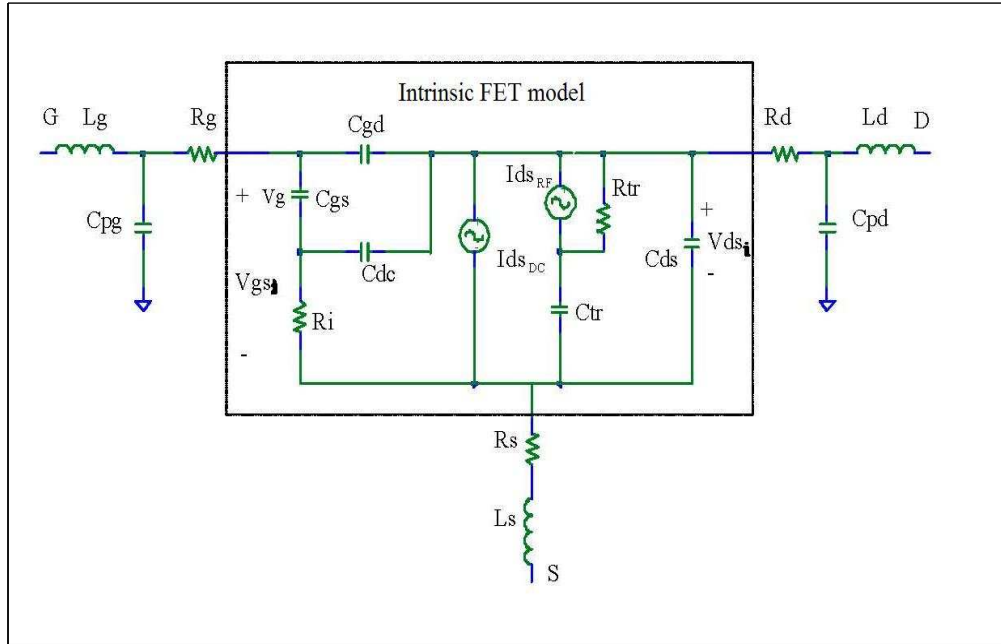 Intrinsic FET model
G Lg Rg Cgd Rd Ld D
Ids RF Rtr
+ Vg Cgs +
Cpg Cpd
Ids DC Cds Vds i
Cdc -
Vgs
Ri Ctr
-
Rs
Ls
S